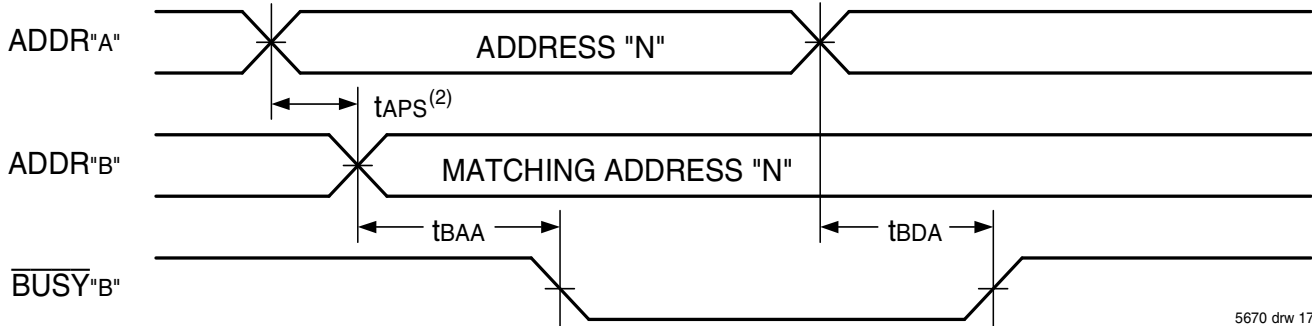 ADDR"A"
ADDRESS "N"
tAPS(2)
ADDR"B"
MATCHING ADDRESS "N"
tBAA
tBDA
BUSY"B"
5670 drw 17